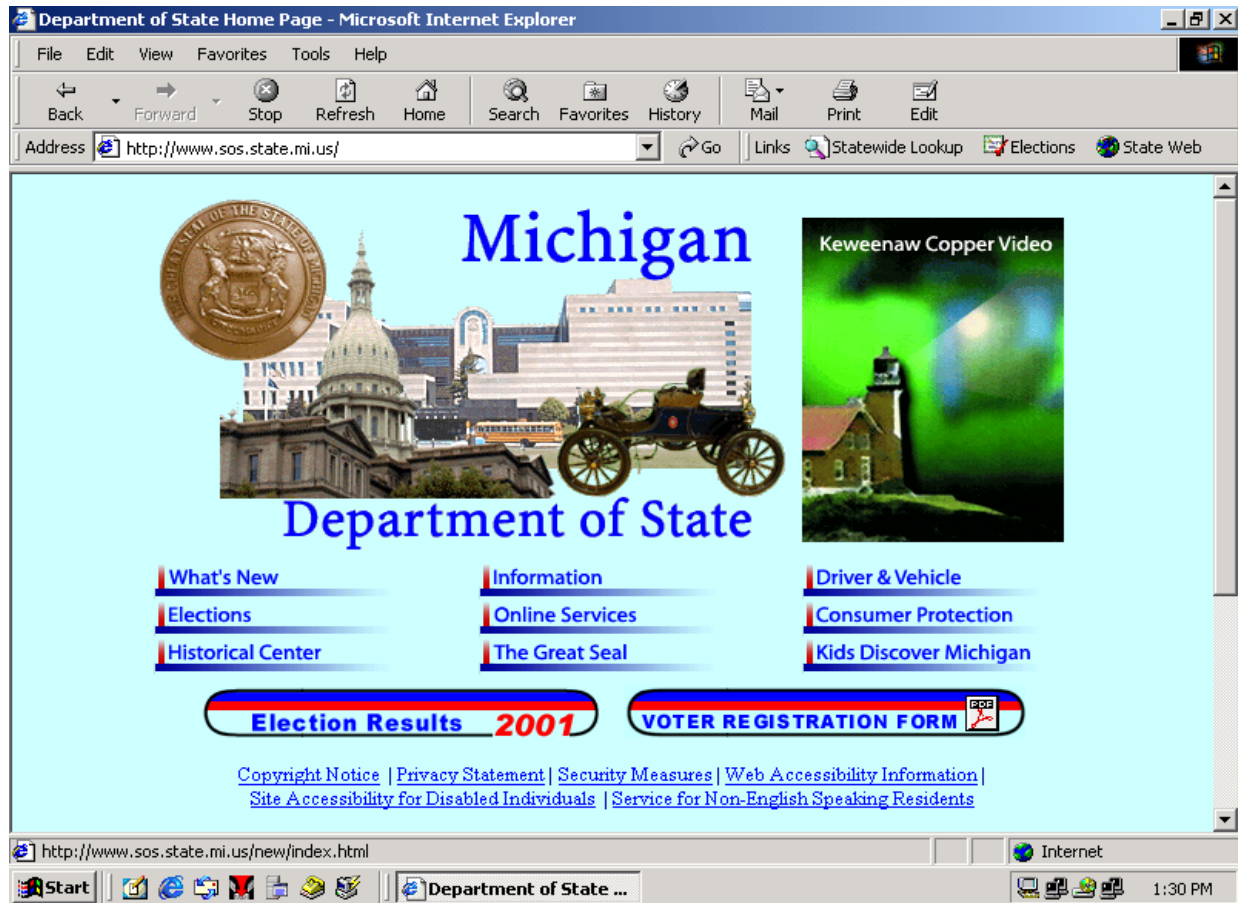 Department of State Home Page - Microsoft Internet Explorer
File Edit View Favorites Tools Help
Back Forward Stop Refresh Home Search Favorites History Mail Print Edit
Address http://www.sos.state.mi.us/ Go Links Statewide Lookup Elections State Web
Michigan
Keweenaw Copper Video
Department of State
What's New Information Driver & Vehicle
Elections Online Services Consumer Protection
Historical Center The Great Seal Kids Discover Michigan
Election Results 2001 VOTER REGISTRATION FORM PDF
Copyright Notice | Privacy Statement | Security Measures | Web Accessibility Information |
Site Accessibility for Disabled Individuals | Service for Non-English Speaking Residents
http://www.sos.state.mi.us/new/index.html Internet
Start Department of State ... 1:30 PM